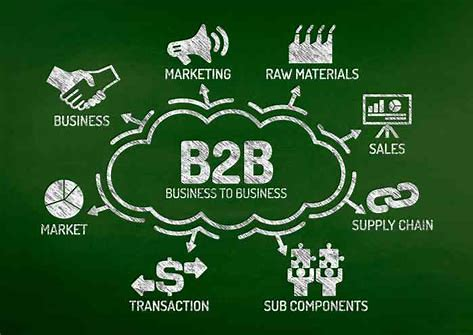 MARKETING
RAW MATERIALS
BUSINESS
SALES
B2B
BUSINESS TO BUSINESS
MARKET
SUPPLY CHAIN
$
TRANSACTION
SUB COMPONENTS